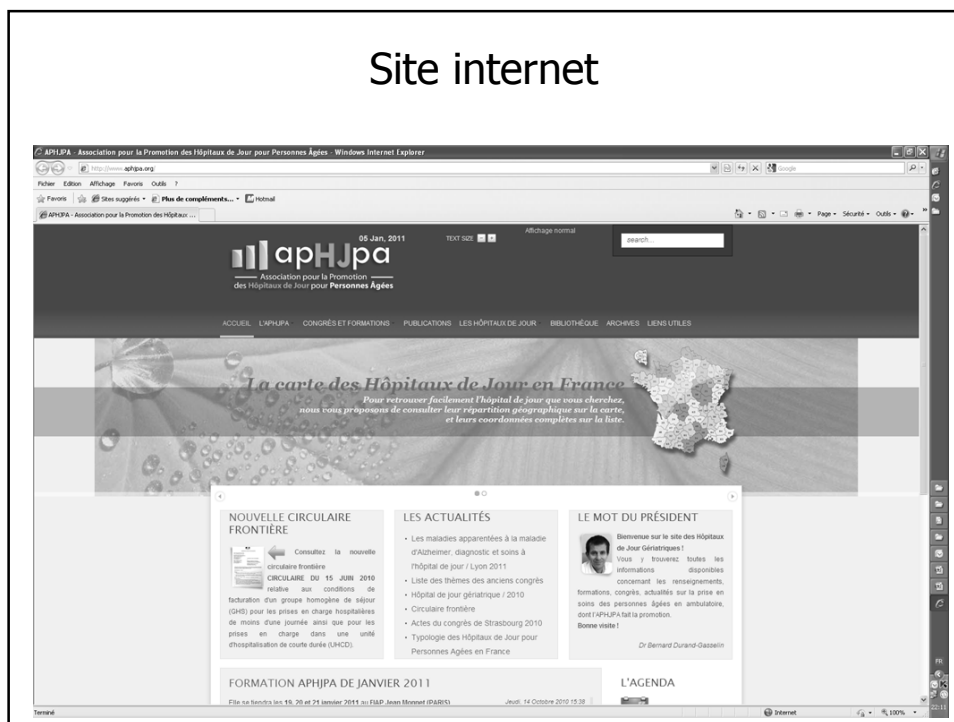 Site internet
APHJPA - Association pour la Promotion des Hôpitaux de Jour pour Personnes Âgées - Windows Internet Explorer
http://www.aphjpa.org/
Google
Fichier Edition Affichage Favoris Outils ?
Favoris Sites suggérés Plus de compléments... Hotmail
APHJPA - Association pour la Promotion des Hôpitaux ...
Page Sécurité Outils
05 Jan, 2011
TEXT SIZE
Affichage normal
search...
apHJpa
Association pour la Promotion
des Hôpitaux de Jour pour Personnes Âgées
ACCUEIL L'APHJPA CONGRÈS ET FORMATIONS PUBLICATIONS LES HÔPITAUX DE JOUR BIBLIOTHÈQUE ARCHIVES LIENS UTILES
La carte des Hôpitaux de Jour en France
Pour retrouver facilement l'hôpital de jour que vous cherchez,
nous vous proposons de consulter leur répartition géographique sur la carte,
et leurs coordonnées complètes sur la liste.
NOUVELLE CIRCULAIRE
FRONTIÈRE
Consultez la nouvelle
circulaire frontière
CIRCULAIRE DU 15 JUIN 2010
relative aux conditions de
facturation d'un groupe homogène de séjour
(GHS) pour les prises en charge hospitalières
de moins d'une journée ainsi que pour les
prises en charge dans une unité
d'hospitalisation de courte durée (UHCD).
LES ACTUALITÉS
• Les maladies apparentées à la maladie
d'Alzheimer, diagnostic et soins à
l'hôpital de jour / Lyon 2011
• Liste des thèmes des anciens congrès
• Hôpital de jour gériatrique / 2010
• Circulaire frontière
• Actes du congrès de Strasbourg 2010
• Typologie des Hôpitaux de Jour pour
Personnes Agées en France
LE MOT DU PRÉSIDENT
Bienvenue sur le site des Hôpitaux
de Jour Gériatriques !
Vous y trouverez toutes les
informations disponibles
concernant les renseignements,
formations, congrès, actualités sur la prise en
soins des personnes âgées en ambulatoire,
dont l'APHJPA fait la promotion.
Bonne visite !
Dr Bernard Durand-Gasselin
FORMATION APHJPA DE JANVIER 2011
Elle se tiendra les 19, 20 et 21 janvier 2011 au FIAP Jean Monnet (PARIS)
Jeudi, 14 Octobre 2010 15:38
L'AGENDA
Terminé
Internet
100%
FR
22:11